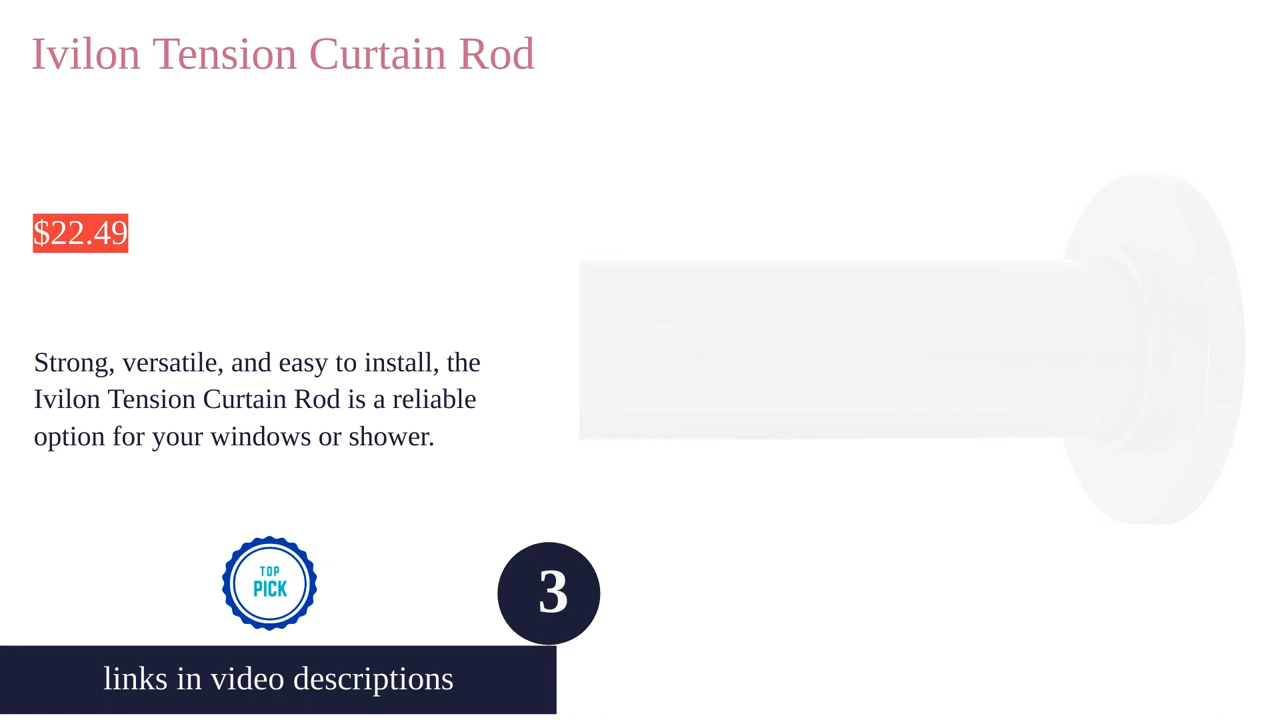 Ivilon Tension Curtain Rod
$22.49
Strong, versatile, and easy to install, the
Ivilon Tension Curtain Rod is a reliable
option for your windows or shower.
TOP
PICK
3
links in video descriptions